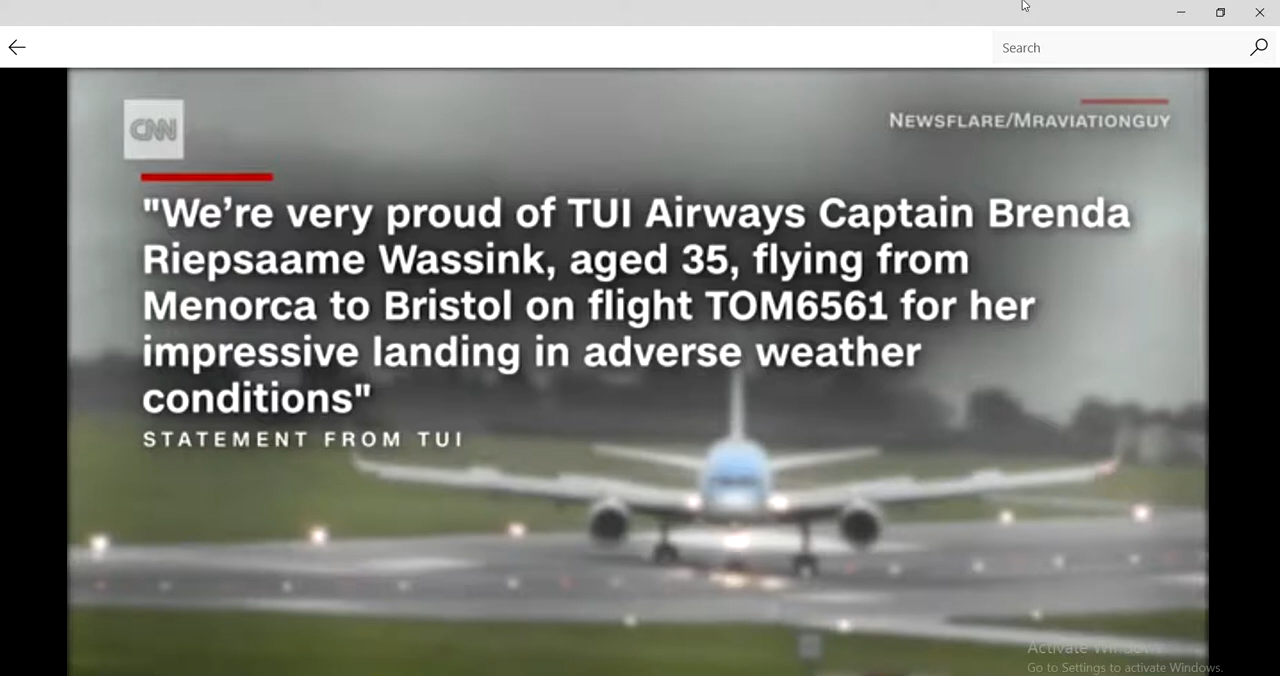 Search
CNN
NEWSFLARE/MRAVIATIONGUY
"We’re very proud of TUI Airways Captain Brenda
Riepsaame Wassink, aged 35, flying from
Menorca to Bristol on flight TOM6561 for her
impressive landing in adverse weather
conditions"
STATEMENT FROM TUI
Activate Windows
Go to Settings to activate Windows.